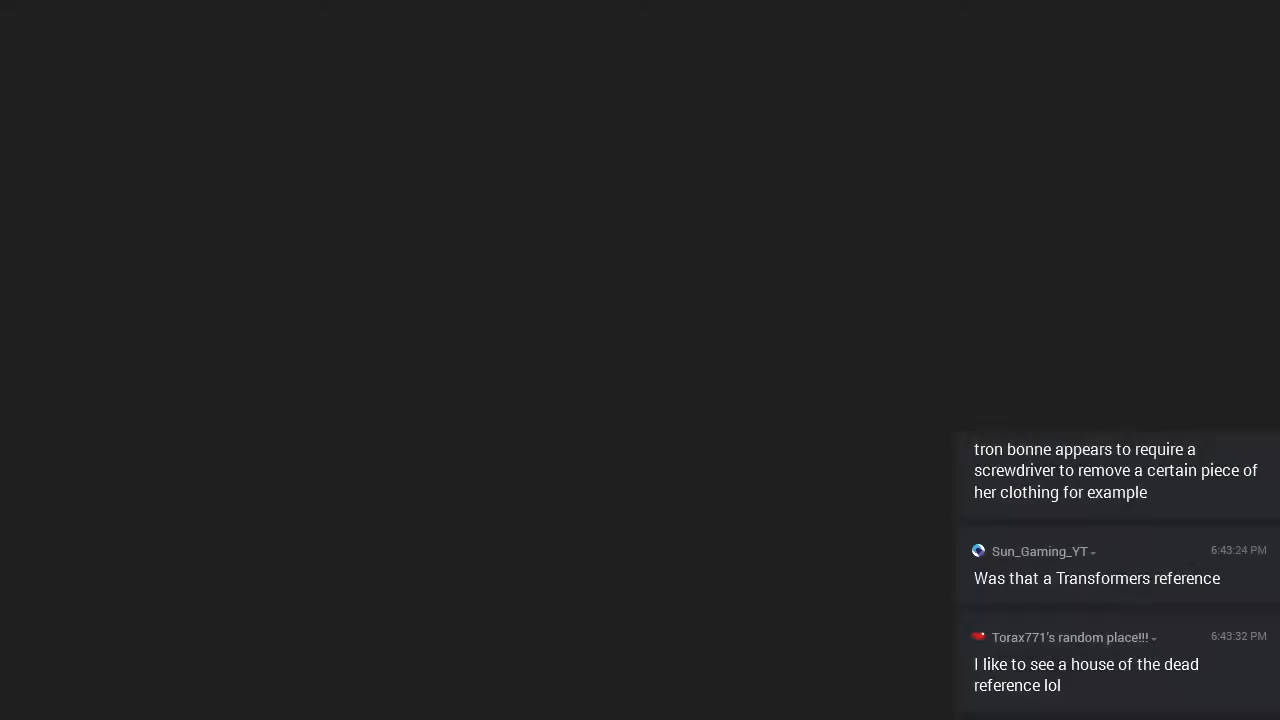 tron bonne appears to require a
screwdriver to remove a certain piece of
her clothing for example
Sun_Gaming_YT 6:43:24 PM
Was that a Transformers reference
Torax771's random place!!! 6:43:32 PM
I like to see a house of the dead
reference lol